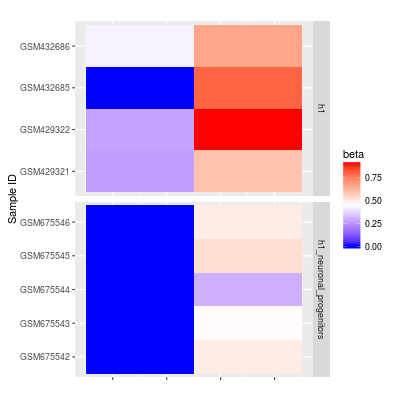 GSM432686
GSM432685
GSM429322
GSM429321
h1
GSM675546
GSM675545
GSM675544
GSM675543
GSM675542
h1_neuronal_progenitors
Sample ID
beta
0.75
0.50
0.25
0.00